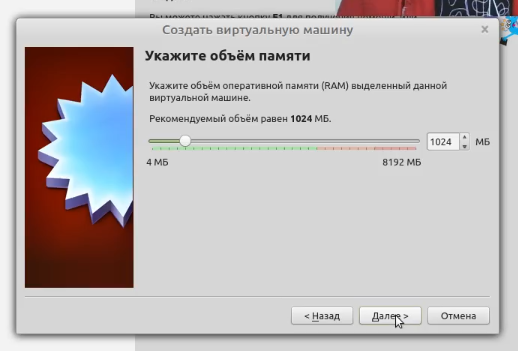 Вы можете нажать кнопку F1 для получения
Создать виртуальную машину
Укажите объём памяти
Укажите объём оперативной памяти (RAM) выделенный данной
виртуальной машине.
Рекомендуемый объём равен 1024 МБ.
1024 МБ
4 МБ 8192 МБ
< Назад Далее > Отмена